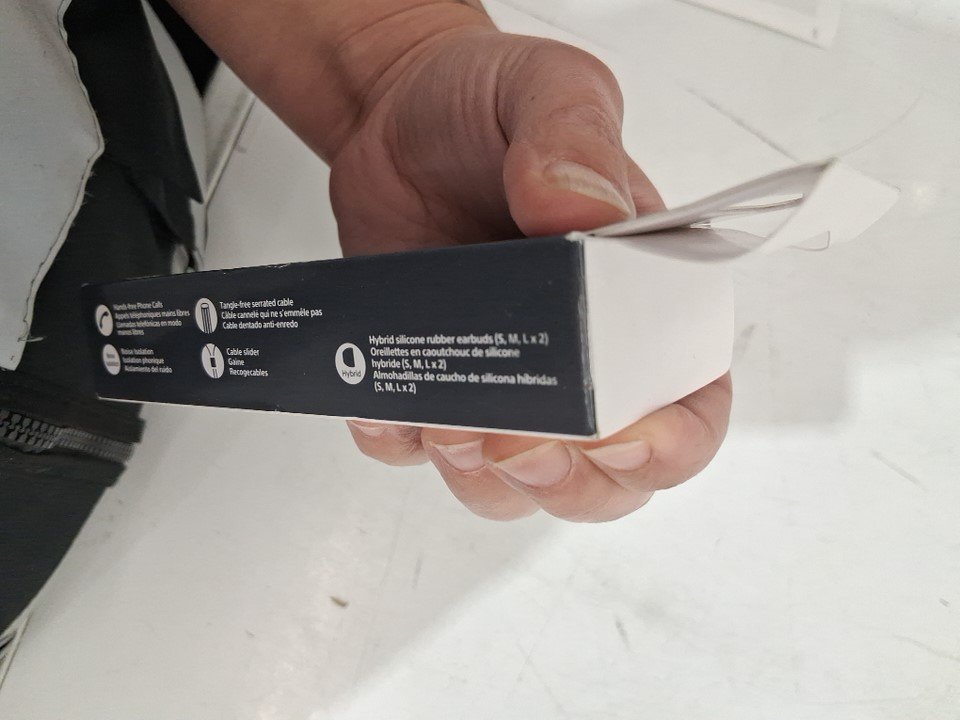 Hands-free Phone Calls
Appels téléphoniques mains libres
Llamadas telefónicas en modo
manos libres
Noise Isolation
Isolation phonique
Aislamiento del ruido
Tangle-free serrated cable
Câble cannelé qui ne s'emmêle pas
Cable dentado anti-enredo
Cable slider
Gaine
Recogecables
Hybrid
Hybrid silicone rubber earbuds (S, M, L x 2)
Oreillettes en caoutchouc de silicone
hybride (S, M, L x 2)
Almohadillas de caucho de silicona híbridas
(S, M, L x 2)